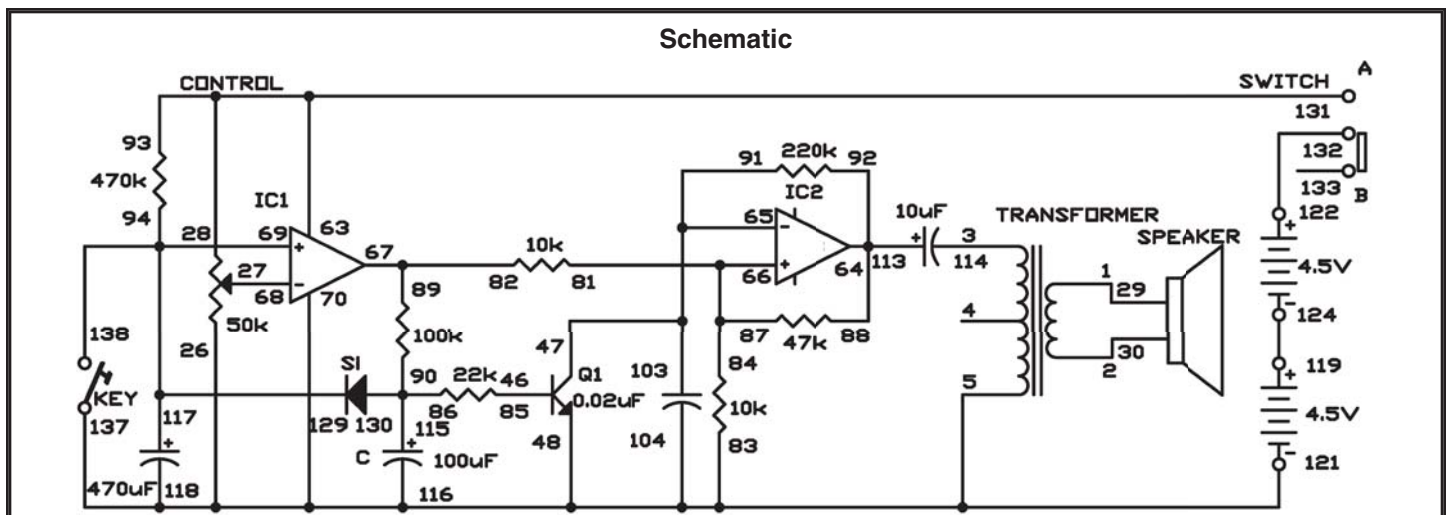 Schematic
CONTROL
SWITCH
A
131
132
133
B
93
470k
94
IC1
28
69
+
63
67
27
68
-
70
50k
26
10k
82
81
89
100k
90
91
220k
92
IC2
65
-
66
+
64
113
10uF
+
3
114
TRANSFORMER
SPEAKER
4
5
1
29
30
2
122
+
4.5V
-
124
119
+
4.5V
-
121
138
KEY
137
SI
129
130
22k
86
46
85
47
Q1
48
0.02uF
103
104
87
47k
88
84
10k
83
117
+
470uF
118
115
+
C
100uF
116